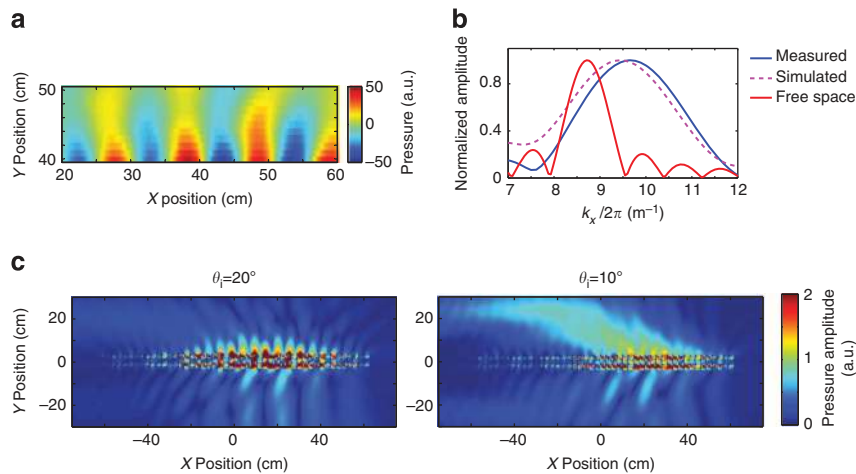 a
Y Position (cm)
50
40
20 30 40 50 60
X position (cm)
50
0
−50
Pressure (a.u.)
b
Normalized amplitude
0.8
0.4
0
7 8 9 10 11 12
kₓ/2π (m⁻¹)
Measured
Simulated
Free space
c
θᵢ=20°
θᵢ=10°
Y Position (cm)
20
0
−20
−40 0 40
X Position (cm)
−40 0 40
X Position (cm)
2
1
0
Pressure amplitude
(a.u.)